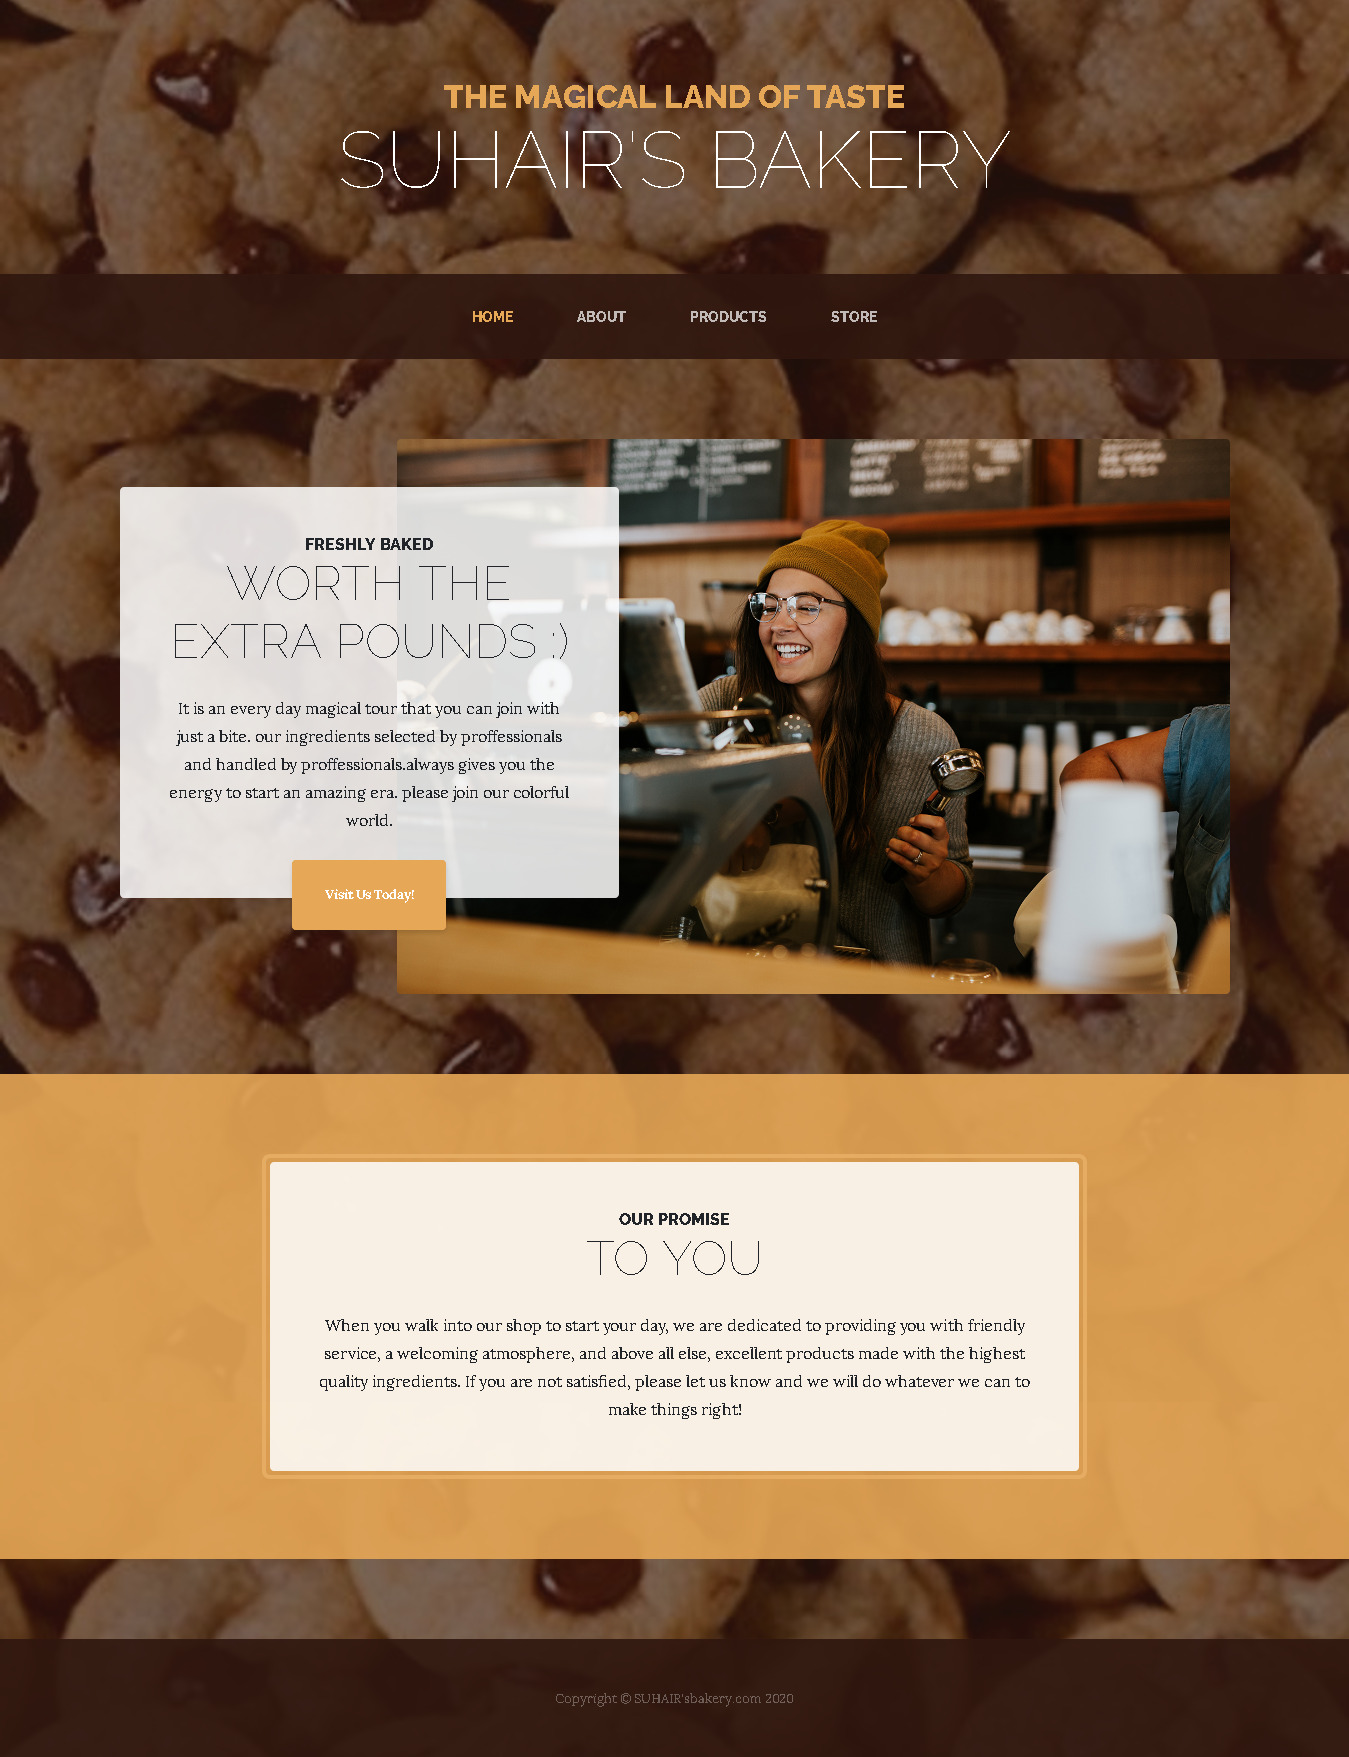 THE MAGICAL LAND OF TASTE
SUHAIR'S BAKERY
HOME ABOUT PRODUCTS STORE
FRESHLY BAKED
WORTH THE
EXTRA POUNDS :)
It is an every day magical tour that you can join with
just a bite. our ingredients selected by proffessionals
and handled by proffessionals.always gives you the
energy to start an amazing era. please join our colorful
world.
Visit Us Today!
OUR PROMISE
TO YOU
When you walk into our shop to start your day, we are dedicated to providing you with friendly
service, a welcoming atmosphere, and above all else, excellent products made with the highest
quality ingredients. If you are not satisfied, please let us know and we will do whatever we can to
make things right!
Copyright © SUHAIR'sbakery.com 2020